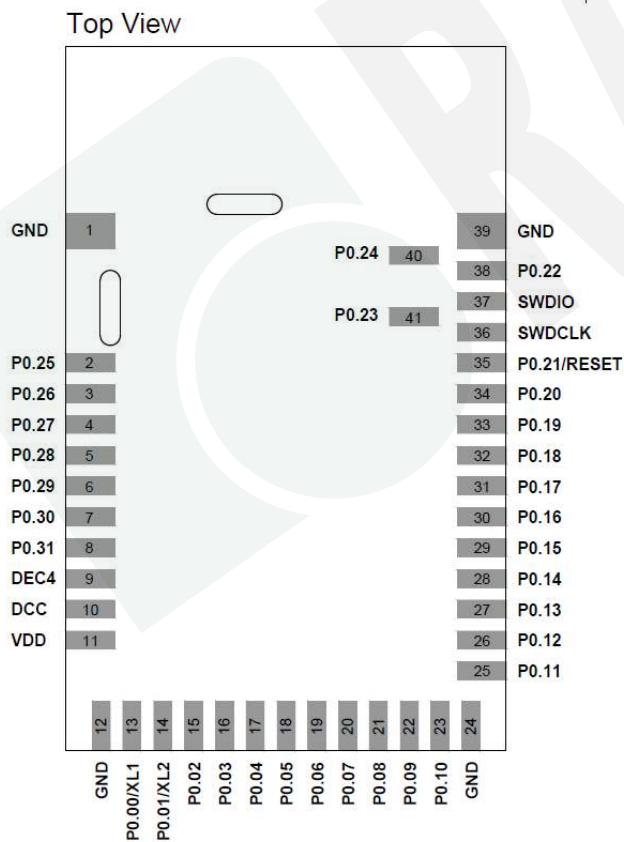 Top View
GND 1
39 GND
P0.24 40
38 P0.22
37 SWDIO
P0.23 41
36 SWDCLK
P0.25 2
35 P0.21/RESET
P0.26 3
34 P0.20
P0.27 4
33 P0.19
P0.28 5
32 P0.18
P0.29 6
31 P0.17
P0.30 7
30 P0.16
P0.31 8
29 P0.15
DEC4 9
28 P0.14
DCC 10
27 P0.13
VDD 11
26 P0.12
25 P0.11
12 13 14 15 16 17 18 19 20 21 22 23 24
GND P0.00/XL1 P0.01/XL2 P0.02 P0.03 P0.04 P0.05 P0.06 P0.07 P0.08 P0.09 P0.10 GND